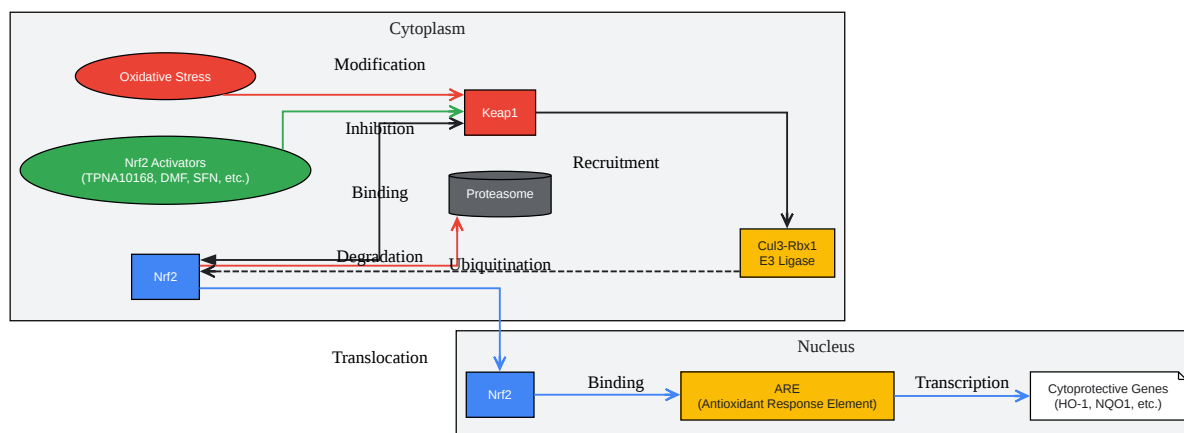 Cytoplasm
Modification
Oxidative Stress
Keap1
Inhibition
Nrf2 Activators
(TPNA10168, DMF, SFN, etc.)
Recruitment
Binding
Proteasome
Cul3-Rbx1
E3 Ligase
Degradation
Ubiquitination
Nrf2
Translocation
Nucleus
Nrf2
Binding
ARE
(Antioxidant Response Element)
Transcription
Cytoprotective Genes
(HO-1, NQO1, etc.)